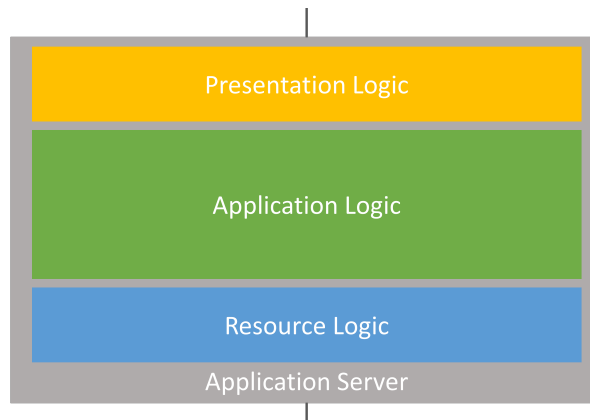 Presentation Logic
Application Logic
Resource Logic
Application Server